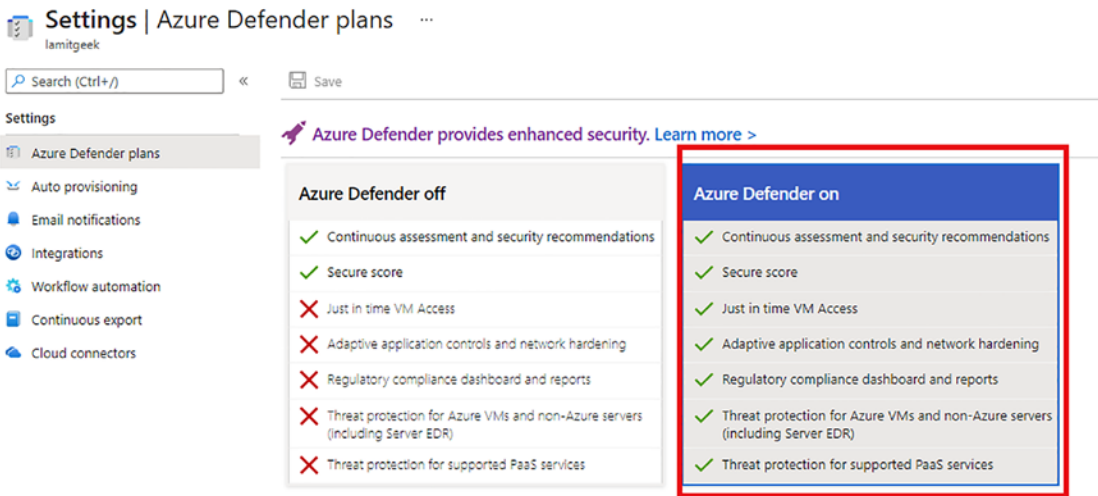 Settings | Azure Defender plans ...
Iamitgeek
Search (Ctrl+/)
«
Save
Settings
Azure Defender plans
Auto provisioning
Email notifications
Integrations
Workflow automation
Continuous export
Cloud connectors
Azure Defender provides enhanced security. Learn more >
Azure Defender off
Continuous assessment and security recommendations
Secure score
Just in time VM Access
Adaptive application controls and network hardening
Regulatory compliance dashboard and reports
Threat protection for Azure VMs and non-Azure servers
(including Server EDR)
Threat protection for supported PaaS services
Azure Defender on
Continuous assessment and security recommendations
Secure score
Just in time VM Access
Adaptive application controls and network hardening
Regulatory compliance dashboard and reports
Threat protection for Azure VMs and non-Azure servers
(including Server EDR)
Threat protection for supported PaaS services